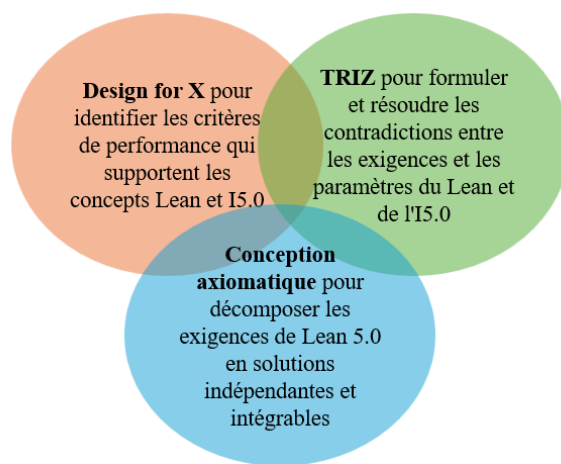 Design for X pour
identifier les critères
de performance qui
supportent les
concepts Lean et I5.0
TRIZ pour formuler
et résoudre les
contradictions entre
les exigences et les
paramètres du Lean et
de l'I5.0
Conception
axiomatique pour
décomposer les
exigences de Lean 5.0
en solutions
indépendantes et
intégrables